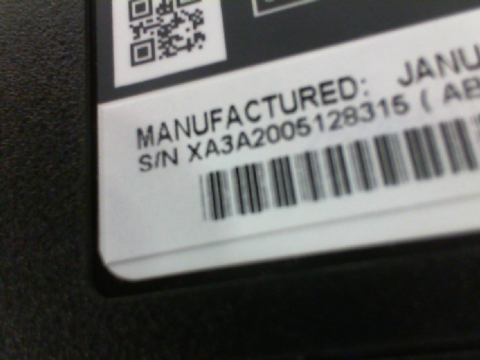 MANUFACTURED: JANU
S/N XA3A2005128315 ( AB